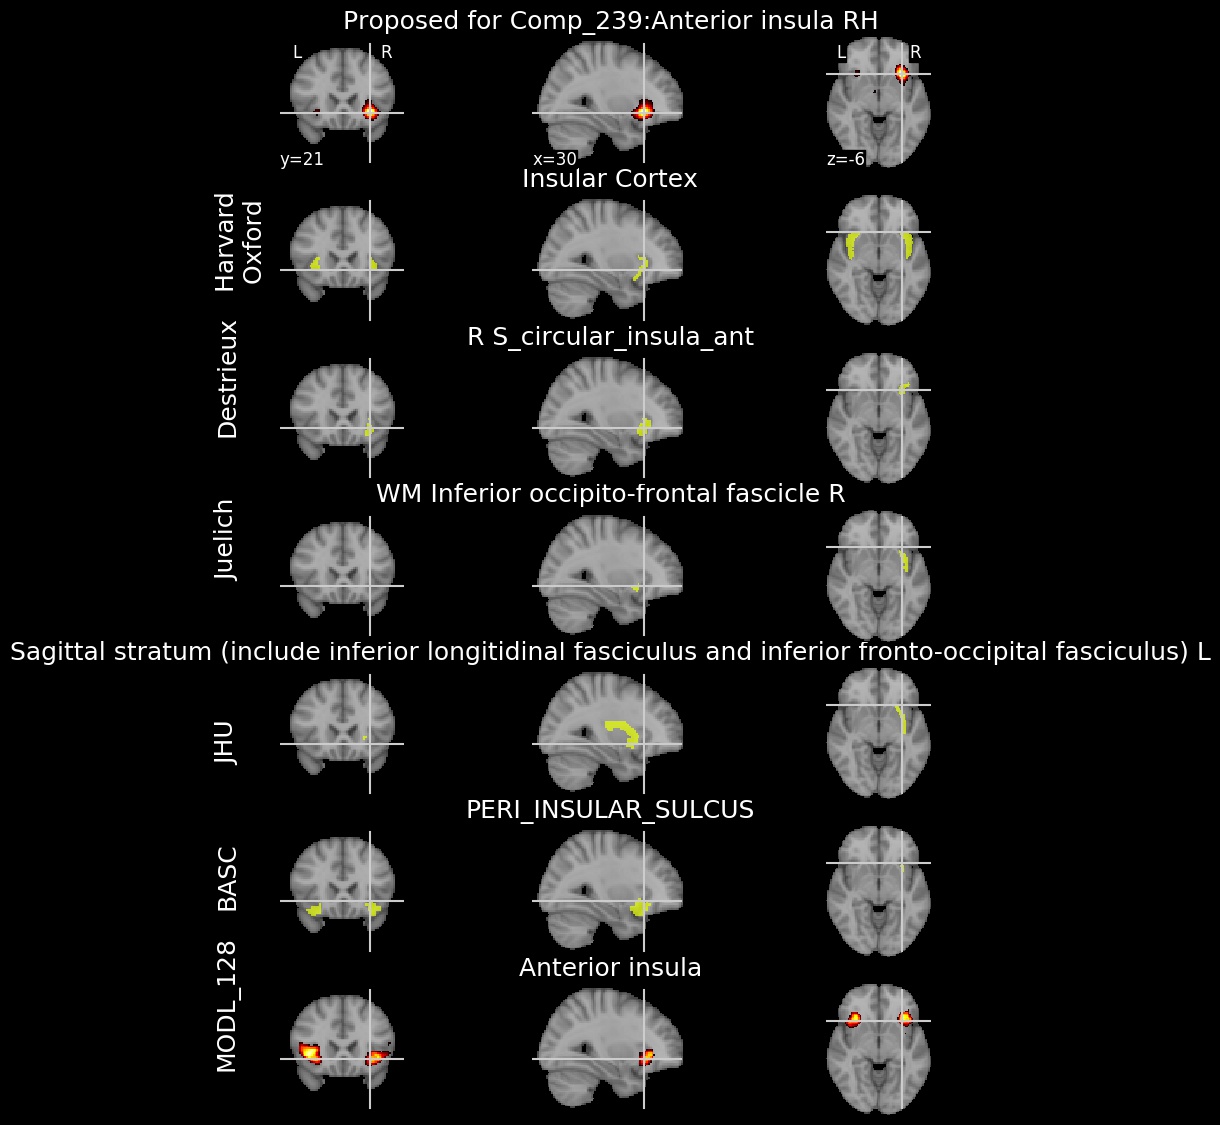 Proposed for Comp_239:Anterior insula RH
L R L R
y=21 x=30 z=-6
Insular Cortex
Harvard
Oxford
R S_circular_insula_ant
Destrieux
WM Inferior occipito-frontal fascicle R
Juelich
Sagittal stratum (include inferior longitidinal fasciculus and inferior fronto-occipital fasciculus) L
JHU
PERI_INSULAR_SULCUS
BASC
Anterior insula
MODL_128